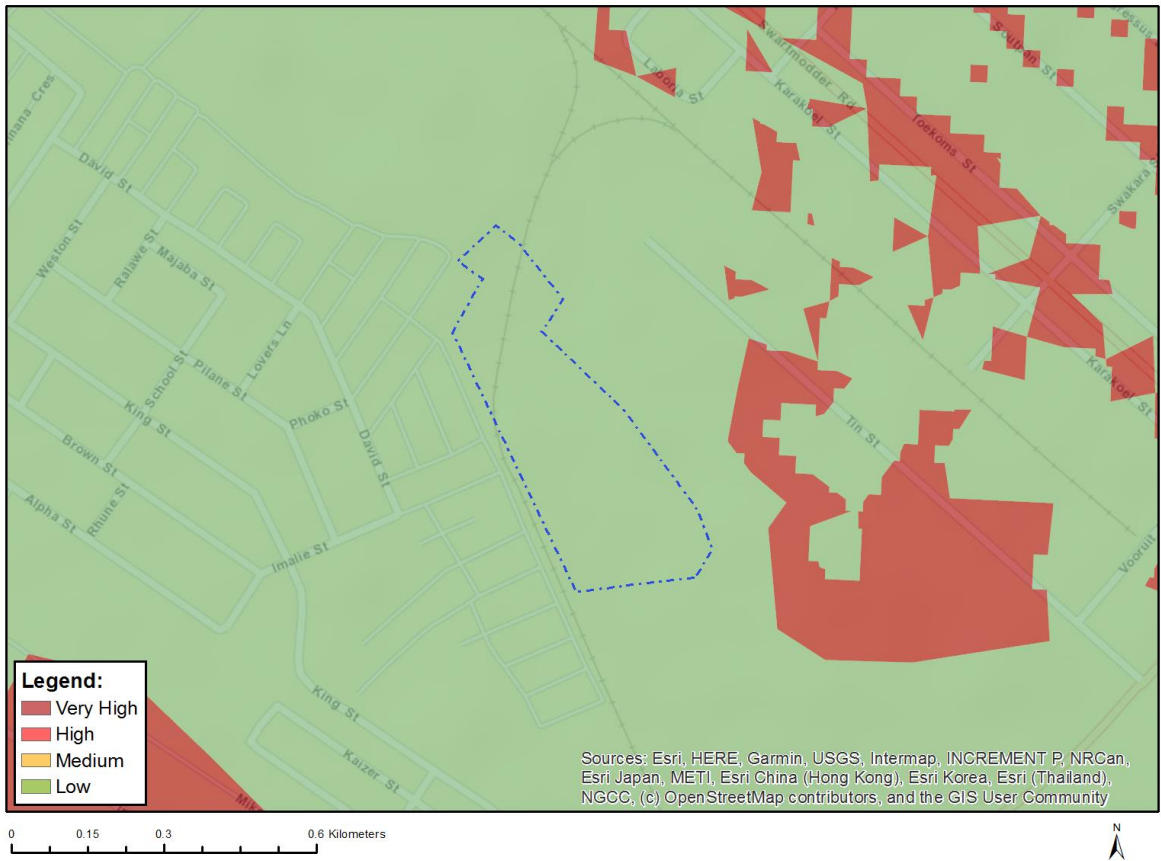 Swartmodder Rd
Soutpan St
Laboria St
Karakoel St
Toekoms St
Swakara
David St
Weston St
Ralawe St
Majaba St
Lovers Ln
School St
Pilane St
King St
Phoko St
David St
Brown St
Rhune St
Alpha St
Imalie St
Tin St
Karakoel St
Vooruit
King St
Kaizer St
Legend:
Very High
High
Medium
Low
Sources: Esri, HERE, Garmin, USGS, Intermap, INCREMENT P, NRCan,
Esri Japan, METI, Esri China (Hong Kong), Esri Korea, Esri (Thailand),
NGCC, (c) OpenStreetMap contributors, and the GIS User Community
0 0.15 0.3 0.6 Kilometers
N